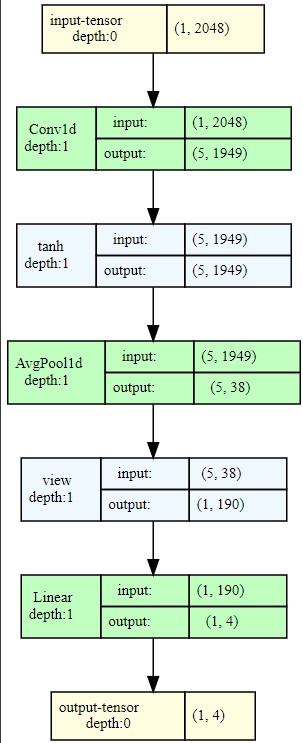 input-tensor
depth:0
(1, 2048)
Conv1d
depth:1
input:
(1, 2048)
output:
(5, 1949)
tanh
depth:1
input:
(5, 1949)
output:
(5, 1949)
AvgPool1d
depth:1
input:
(5, 1949)
output:
(5, 38)
view
depth:1
input:
(5, 38)
output:
(1, 190)
Linear
depth:1
input:
(1, 190)
output:
(1, 4)
output-tensor
depth:0
(1, 4)